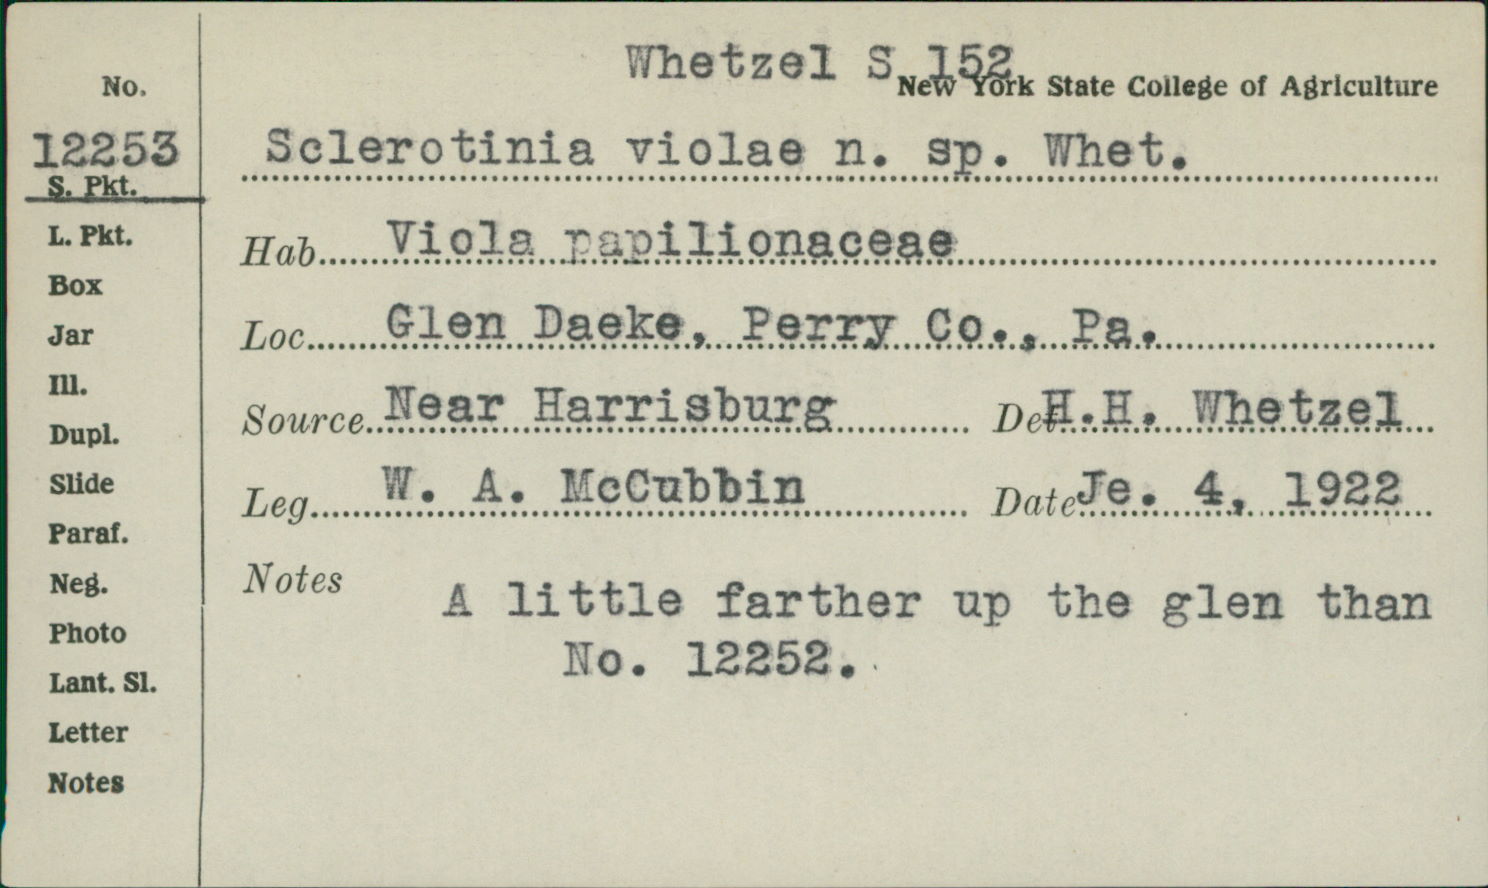 Whetzel S 152
New York State College of Agriculture
No.
12253
S. Pkt.
L. Pkt.
Box
Jar
Ill.
Dupl.
Slide
Paraf.
Neg.
Photo
Lant. Sl.
Letter
Notes
Sclerotinia violae n. sp. Whet.
Hab. Viola papilionaceae
Loc. Glen Daeke, Perry Co., Pa.
Source Near Harrisburg Det. H.H. Whetzel
Leg. W. A. McCubbin Date Je. 4, 1922
Notes A little farther up the glen than
No. 12252.